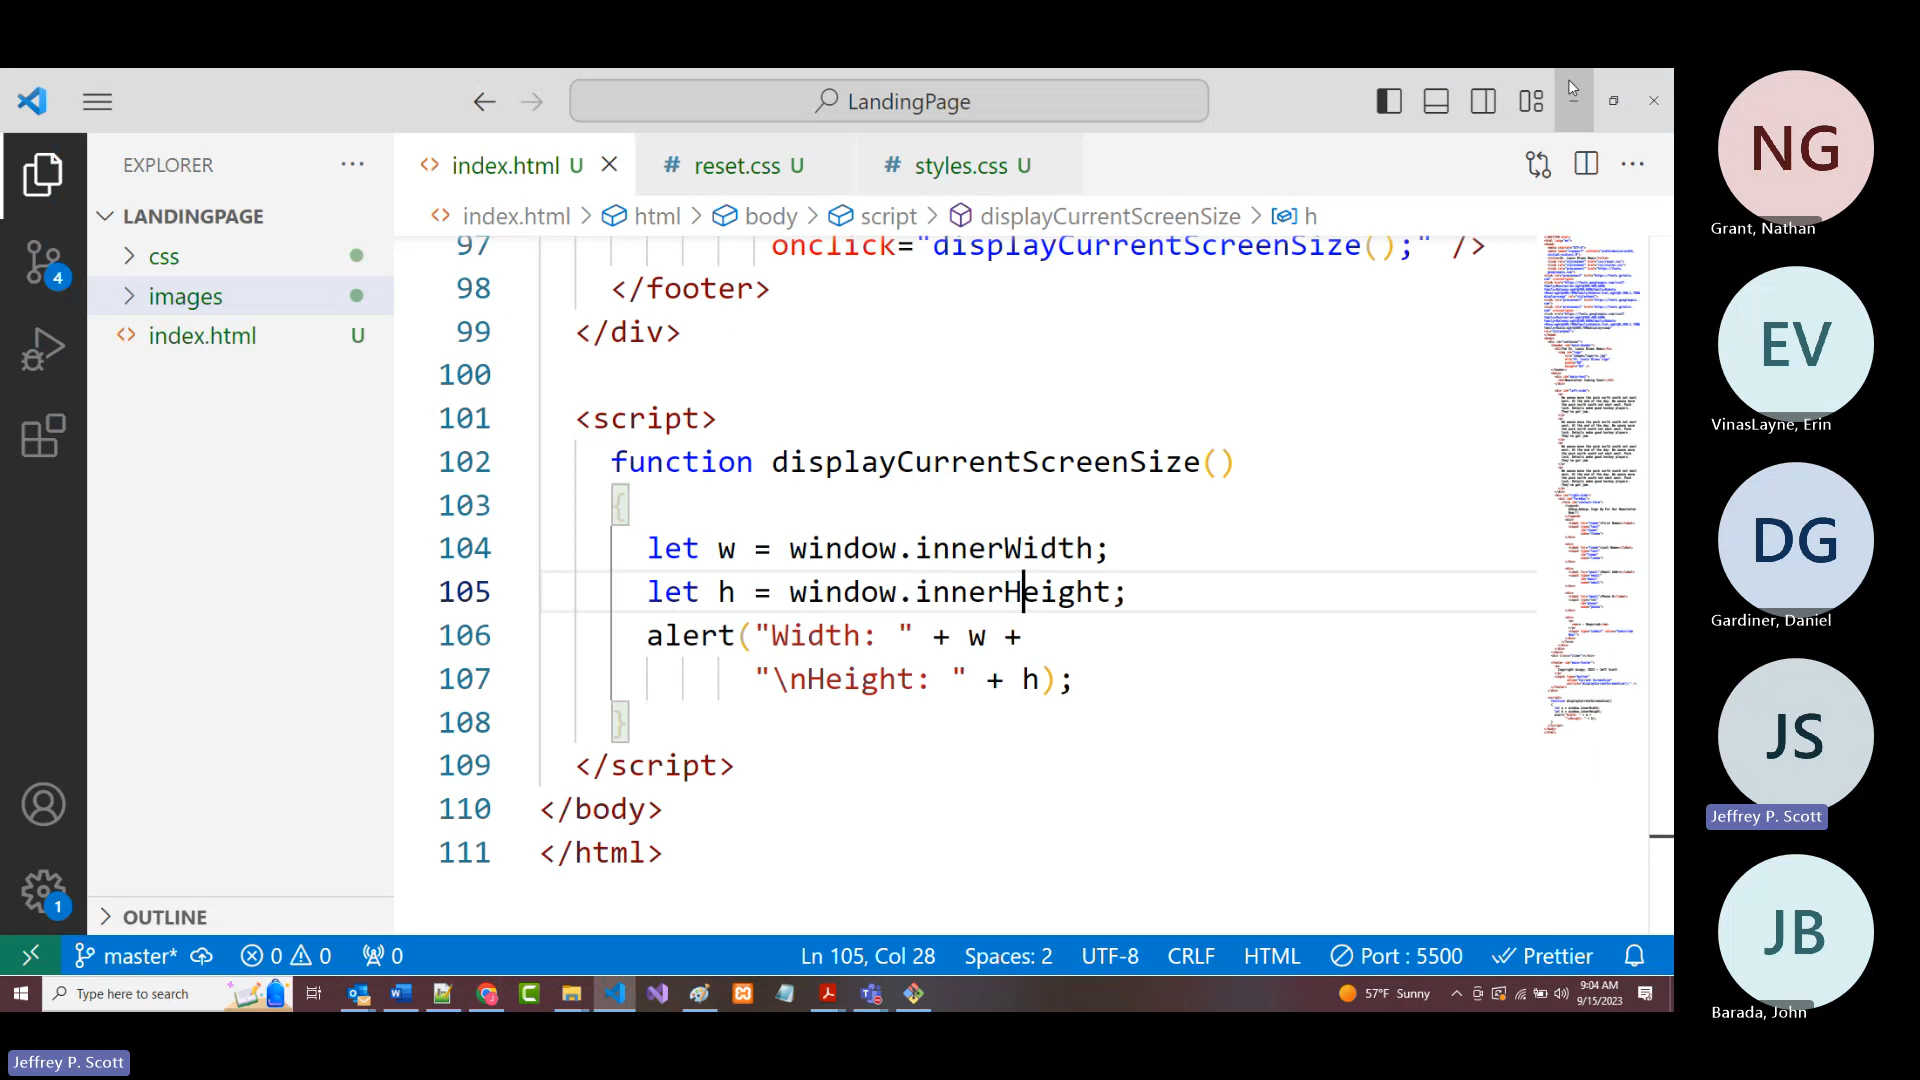 LandingPage
EXPLORER
LANDINGPAGE
css
images
index.html U
OUTLINE
index.html U
reset.css U
styles.css U
index.html > html > body > script > displayCurrentScreenSize > h
97 onclick="displayCurrentScreenSize();" />
98 </footer>
99 </div>
100
101 <script>
102 function displayCurrentScreenSize()
103 {
104 let w = window.innerWidth;
105 let h = window.innerHeight;
106 alert("Width: " + w +
107 "\nHeight: " + h);
108 }
109 </script>
110 </body>
111 </html>
4
1
master* 0 0 0 Ln 105, Col 28 Spaces: 2 UTF-8 CRLF HTML Port : 5500 Prettier
Type here to search
57°F Sunny
9:04 AM
9/15/2023
NG
Grant, Nathan
EV
VinasLayne, Erin
DG
Gardiner, Daniel
JS
Jeffrey P. Scott
JB
Barada, John
Jeffrey P. Scott